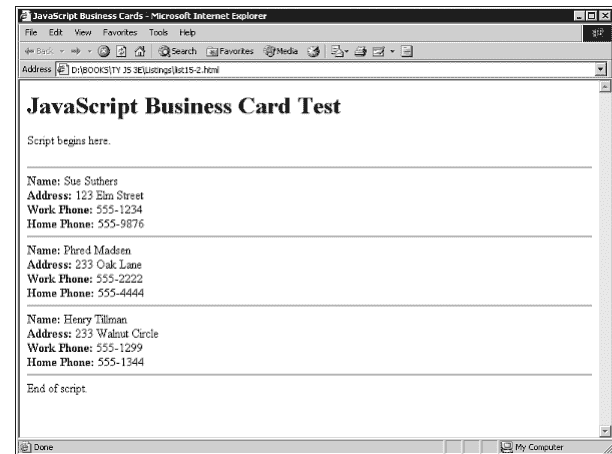 JavaScript Business Cards - Microsoft Internet Explorer
File Edit View Favorites Tools Help
Back Search Favorites Media
Address D:\BOOKS\TY JS 3E\Listings\list15-2.html
JavaScript Business Card Test
Script begins here.
Name: Sue Suthers
Address: 123 Elm Street
Work Phone: 555-1234
Home Phone: 555-9876
Name: Phred Madsen
Address: 233 Oak Lane
Work Phone: 555-2222
Home Phone: 555-4444
Name: Henry Tillman
Address: 233 Walnut Circle
Work Phone: 555-1299
Home Phone: 555-1344
End of script.
Done My Computer